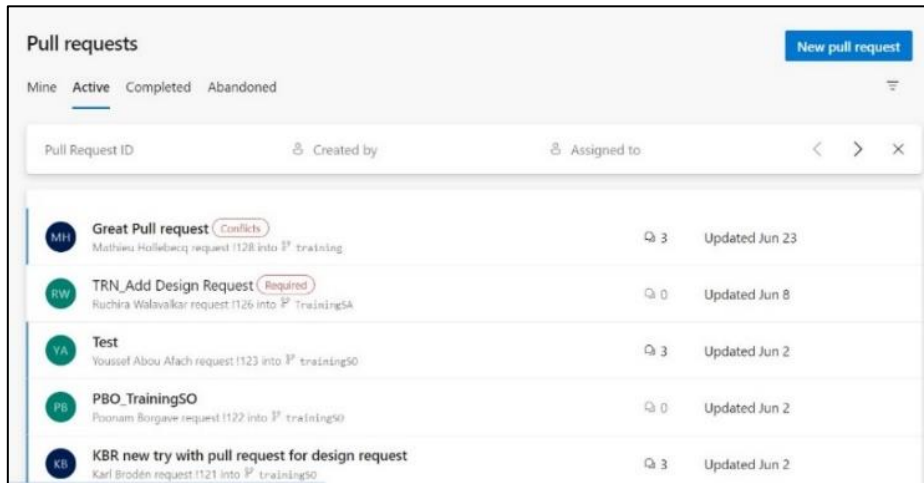 Pull requests
New pull request
Mine Active Completed Abandoned
Pull Request ID Created by Assigned to
MH Great Pull request Conflicts
Mathieu Hollebecq request !128 into training
3 Updated Jun 23
RW TRN_Add Design Request Required
Ruchira Walavalkar request !126 into TrainingSA
0 Updated Jun 8
YA Test
Youssef Abou Afach request !123 into trainingSO
3 Updated Jun 2
PB PBO_TrainingSO
Poonam Borgave request !122 into trainingSO
0 Updated Jun 2
KB KBR new try with pull request for design request
Karl Brodén request !121 into trainingSO
3 Updated Jun 2